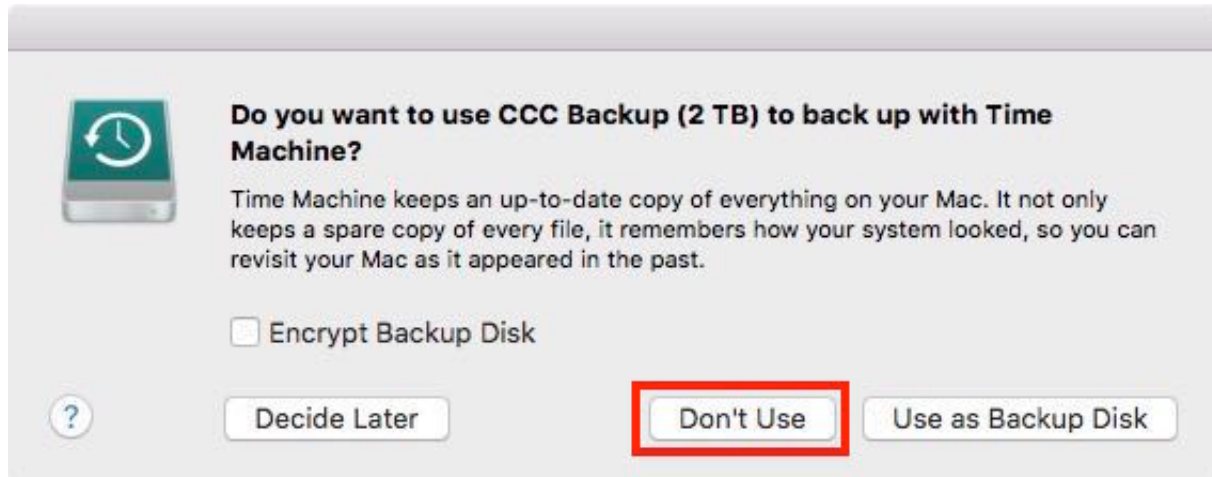 Do you want to use CCC Backup (2 TB) to back up with Time
Machine?
Time Machine keeps an up-to-date copy of everything on your Mac. It not only
keeps a spare copy of every file, it remembers how your system looked, so you can
revisit your Mac as it appeared in the past.
Encrypt Backup Disk
? Decide Later Don't Use Use as Backup Disk